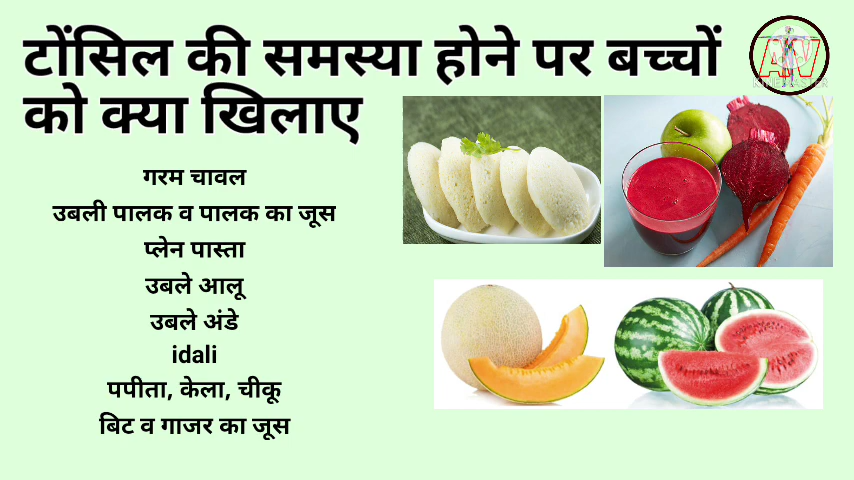 टोंसिल की समस्या होने पर बच्चों
को क्या खिलाए
गरम चावल
उबली पालक व पालक का जूस
प्लेन पास्ता
उबले आलू
उबले अंडे
idali
पपीता, केला, चीकू
बिट व गाजर का जूस